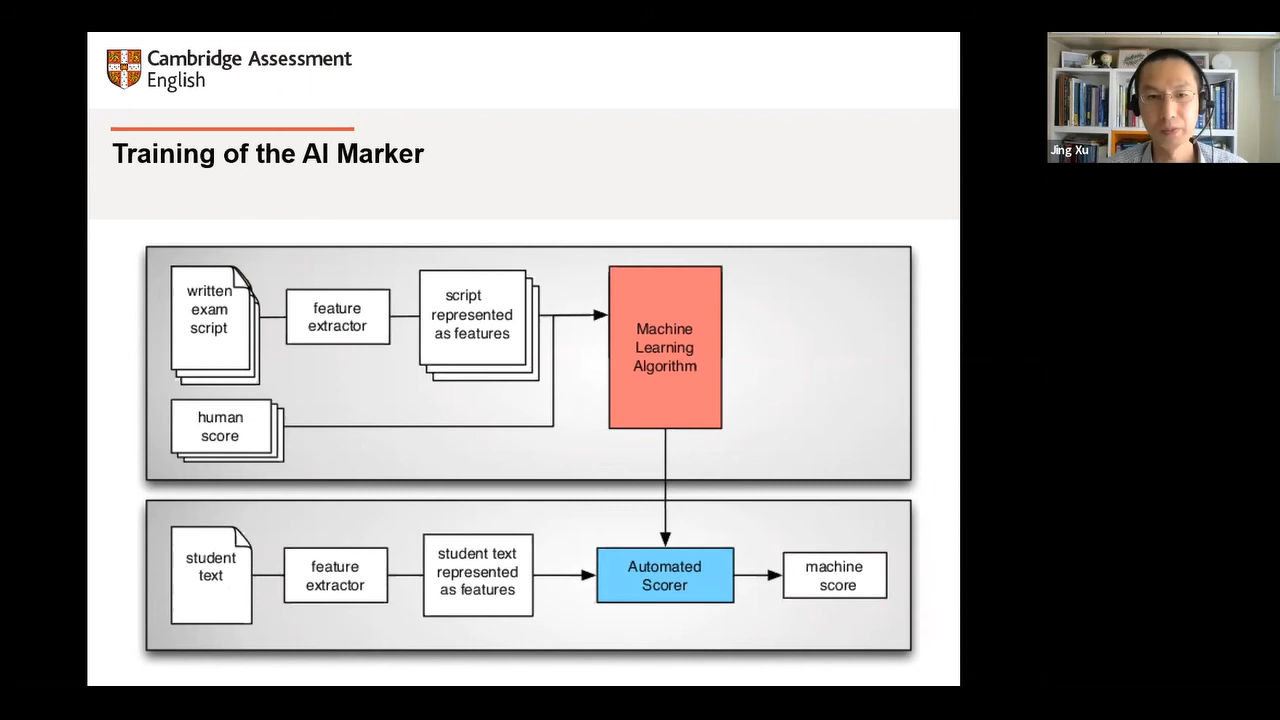 Cambridge Assessment
English
Jing Xu
Training of the AI Marker
written
exam
script
feature
extractor
script
represented
as features
Machine
Learning
Algorithm
human
score
student
text
feature
extractor
student text
represented
as features
Automated
Scorer
machine
score